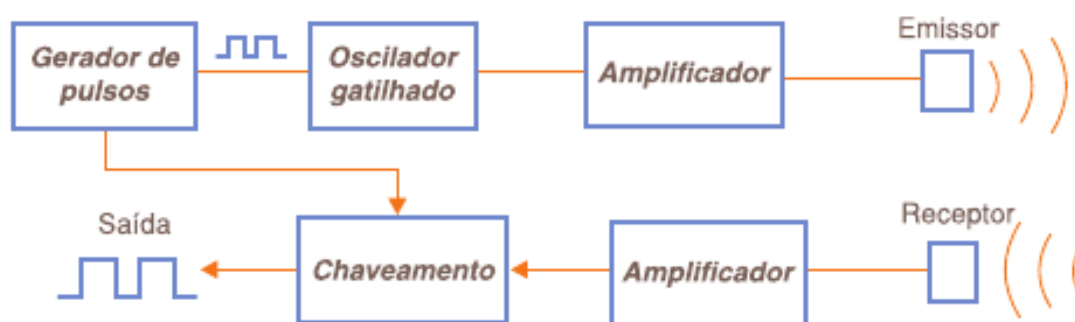 Emissor
Gerador de
pulsos
Oscilador
gatilhado
Amplificador
Saída
Chaveamento
Amplificador
Receptor